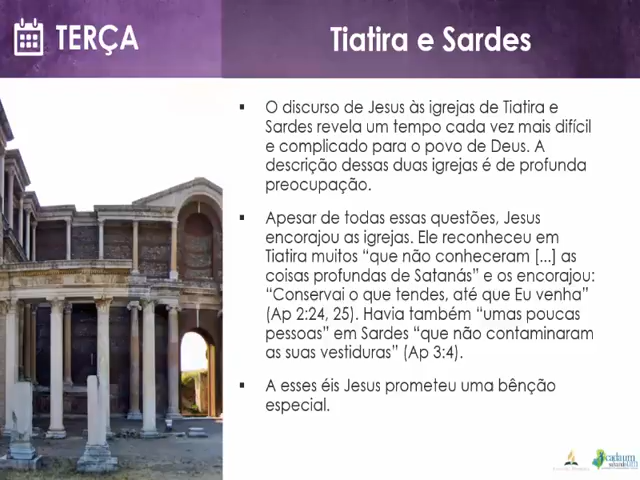 TERÇA
Tiatira e Sardes
▪ O discurso de Jesus às igrejas de Tiatira e
Sardes revela um tempo cada vez mais difícil
e complicado para o povo de Deus. A
descrição dessas duas igrejas é de profunda
preocupação.
▪ Apesar de todas essas questões, Jesus
encorajou as igrejas. Ele reconheceu em
Tiatira muitos “que não conheceram [...] as
coisas profundas de Satanás” e os encorajou:
“Conservai o que tendes, até que Eu venha”
(Ap 2:24, 25). Havia também “umas poucas
pessoas” em Sardes “que não contaminaram
as suas vestiduras” (Ap 3:4).
▪ A esses éis Jesus prometeu uma bênção
especial.
cadaum